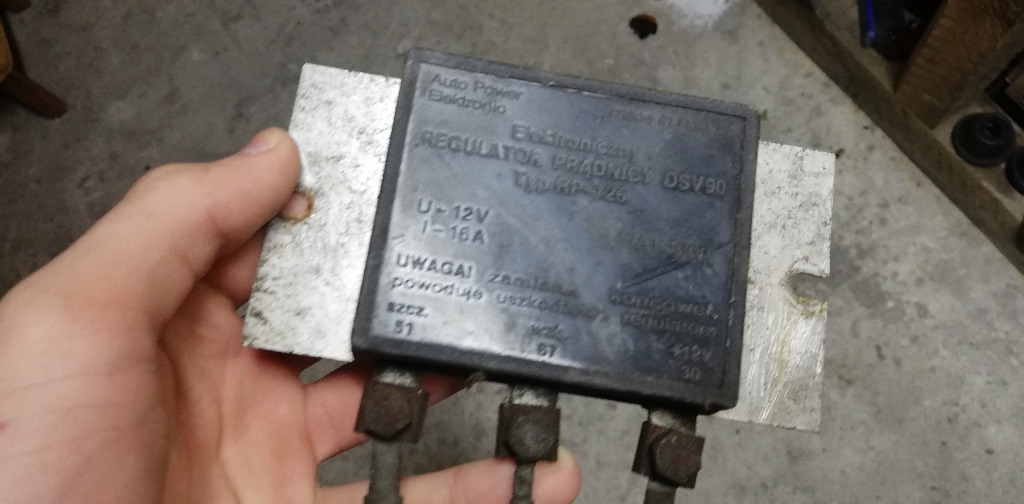 Auto Power
Elektronic
made in
Elektroniczny
REGULATOR PRĄDNICY OSV90
Typ RP-126
U-12V
I-16A
UWAGA! zamiana końcówek
powoduje uszkodzenie regulatora
szcz.
51
67
+12V
30